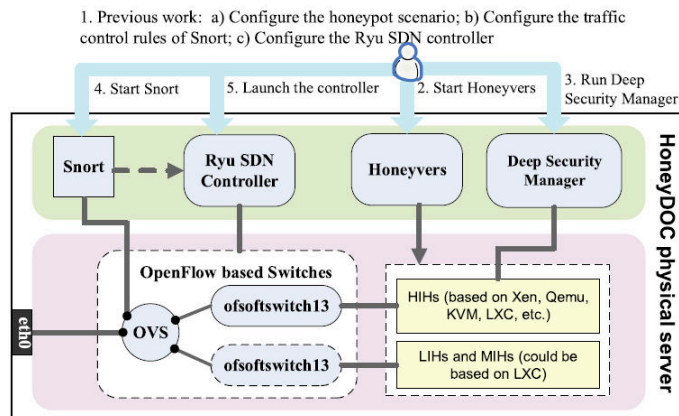 1. Previous work: a) Configure the honeypot scenario; b) Configure the traffic
control rules of Snort; c) Configure the Ryu SDN controller
4. Start Snort
5. Launch the controller
2. Start Honeyvers
3. Run Deep
Security Manager
Snort
Ryu SDN
Controller
Honeyvers
Deep Security
Manager
HoneyDOC physical server
OpenFlow based Switches
eth0
OVS
ofsoftswitch13
ofsoftswitch13
HIHs (based on Xen, Qemu,
KVM, LXC, etc.)
LIHs and MIHs (could be
based on LXC)